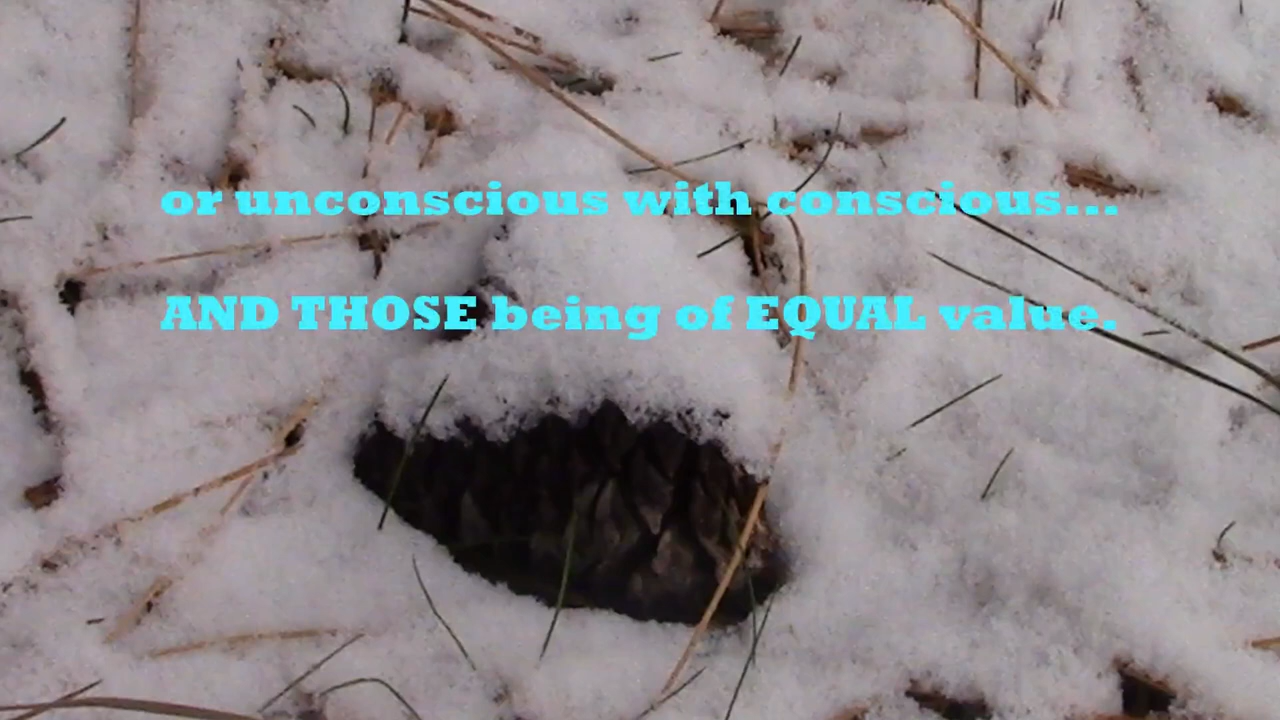 or unconscious with conscious...
AND THOSE being of EQUAL value.